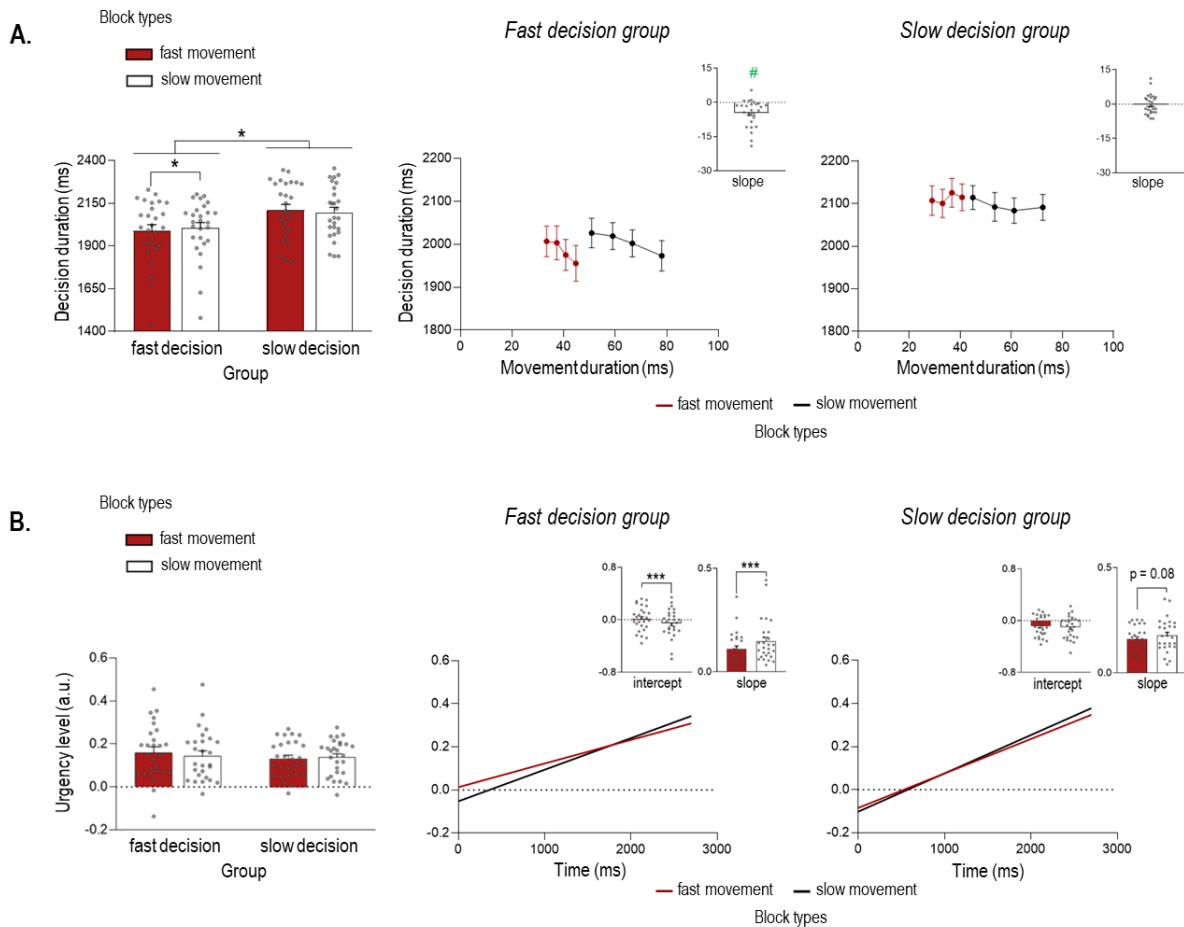 A.
Block types
fast movement
slow movement
*
*
Decision duration (ms)
2400
2150
1900
1650
1400
fast decision
slow decision
Group
Fast decision group
#
15
0
-15
-30
slope
2200
2100
2000
1900
1800
0
20
40
60
80
100
Movement duration (ms)
Slow decision group
15
0
-15
-30
slope
2200
2100
2000
1900
1800
0
20
40
60
80
100
Movement duration (ms)
fast movement
slow movement
Block types
B.
Block types
fast movement
slow movement
Urgency level (a.u.)
0.6
0.4
0.2
0.0
-0.2
fast decision
slow decision
Group
Fast decision group
0.8
0.0
-0.8
***
intercept
0.5
0.0
***
slope
0.6
0.4
0.2
0.0
-0.2
0
1000
2000
3000
Time (ms)
Slow decision group
0.8
0.0
-0.8
intercept
p = 0.08
0.5
0.0
slope
0.6
0.4
0.2
0.0
-0.2
0
1000
2000
3000
Time (ms)
fast movement
slow movement
Block types